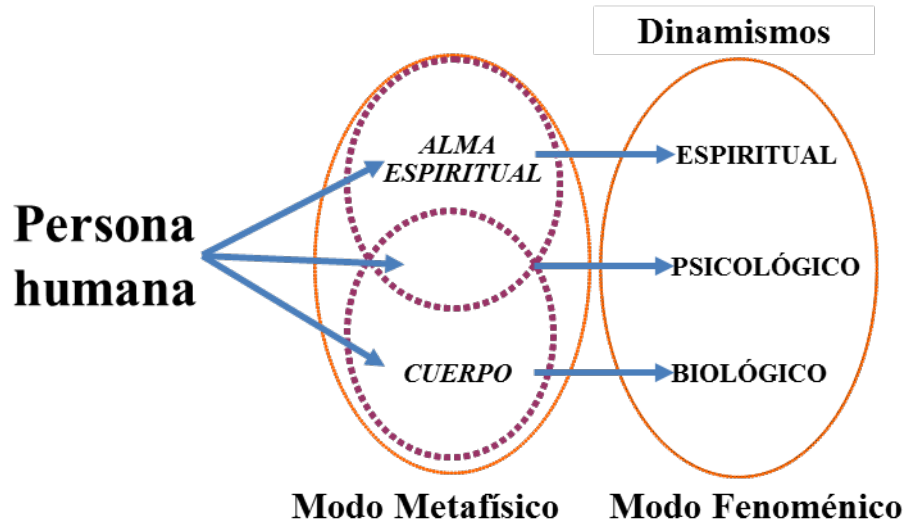 Dinamismos
ALMA
ESPIRITUAL
ESPIRITUAL
Persona
humana
PSICOLÓGICO
CUERPO
BIOLÓGICO
Modo Metafísico
Modo Fenoménico